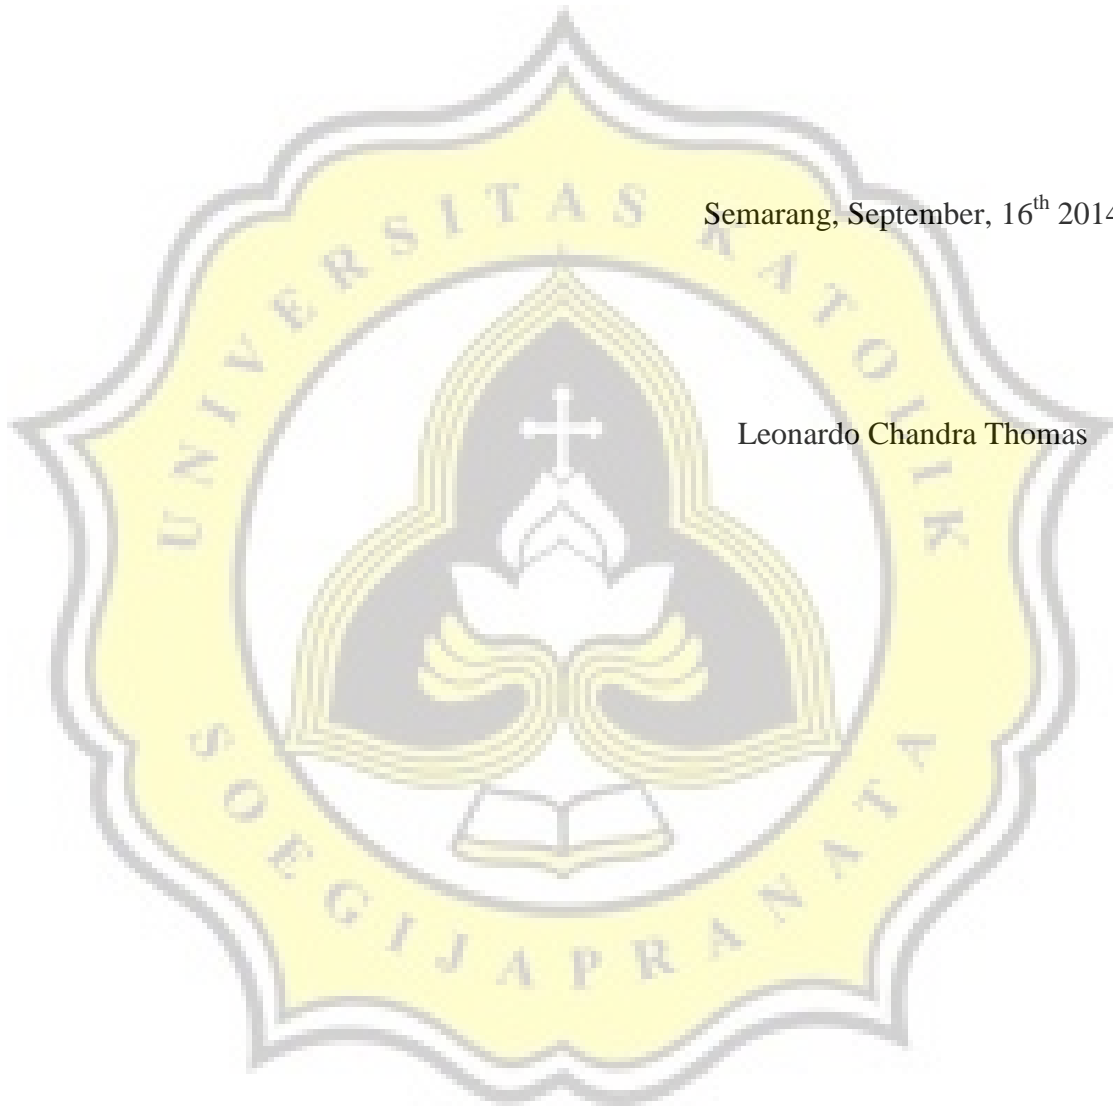 UNIVERSITAS KATOLIK
Semarang, September, 16th 2014
Leonardo Chandra Thomas
SOEGIJAPRANATA